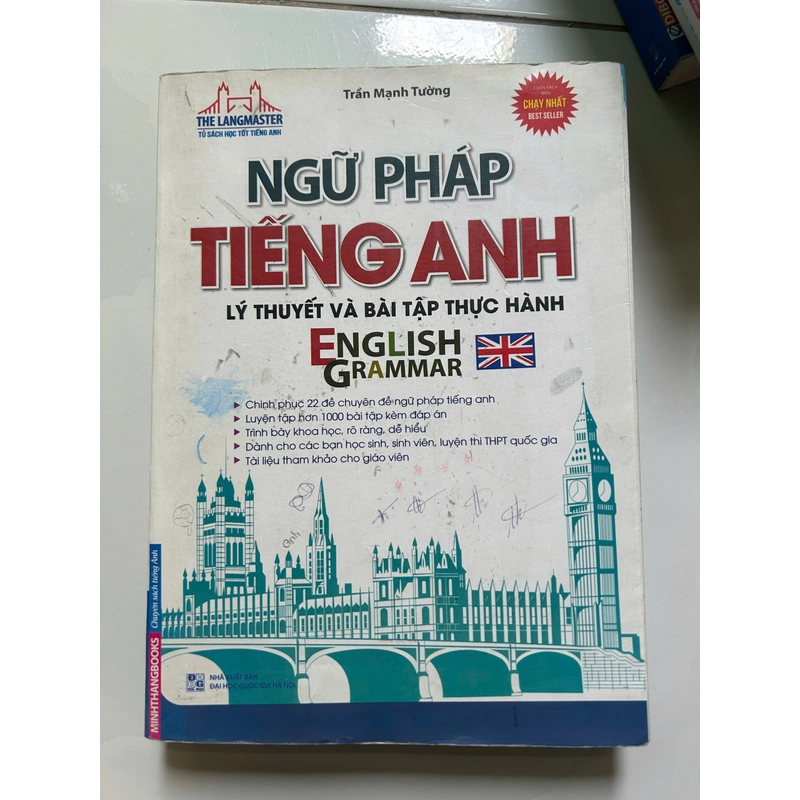 Trần Mạnh Tường
THE LANGMASTER
TỦ SÁCH HỌC TỐT TIẾNG ANH
CUỐN SÁCH
BÁN
CHẠY NHẤT
BEST SELLER
NGỮ PHÁP
TIẾNG ANH
LÝ THUYẾT VÀ BÀI TẬP THỰC HÀNH
ENGLISH
GRAMMAR
Chinh phục 22 đề chuyên đề ngữ pháp tiếng anh
Luyện tập hơn 1000 bài tập kèm đáp án
Trình bày khoa học, rõ ràng, dễ hiểu
Dành cho các bạn học sinh, sinh viên, luyện thi THPT quốc gia
Tài liệu tham khảo cho giáo viên
anh
MINHTHANGBOOKS Chuyên sách tiếng Anh
NHÀ XUẤT BẢN
ĐẠI HỌC QUỐC GIA HÀ NỘI